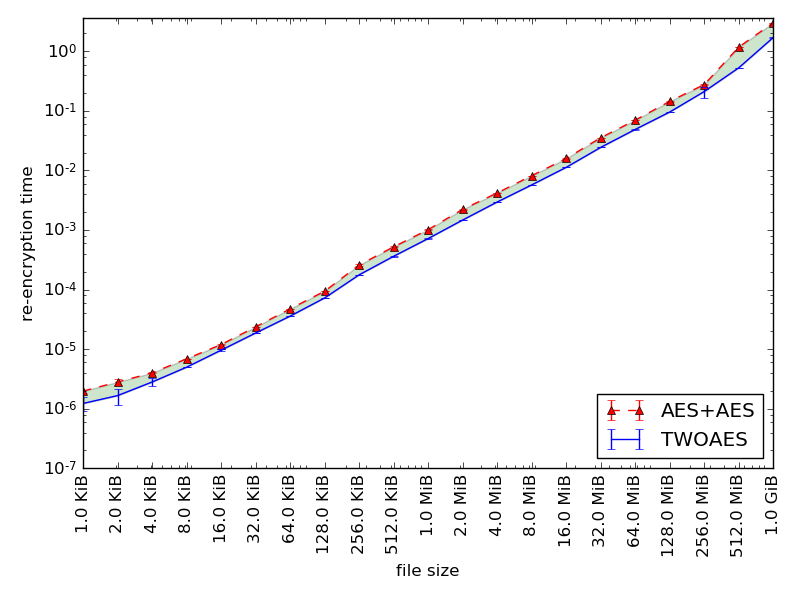 10^0
10^-1
10^-2
10^-3
10^-4
10^-5
10^-6
10^-7
re-encryption time
AES+AES
TWOAES
1.0 KiB
2.0 KiB
4.0 KiB
8.0 KiB
16.0 KiB
32.0 KiB
64.0 KiB
128.0 KiB
256.0 KiB
512.0 KiB
1.0 MiB
2.0 MiB
4.0 MiB
8.0 MiB
16.0 MiB
32.0 MiB
64.0 MiB
128.0 MiB
256.0 MiB
512.0 MiB
1.0 GiB
file size